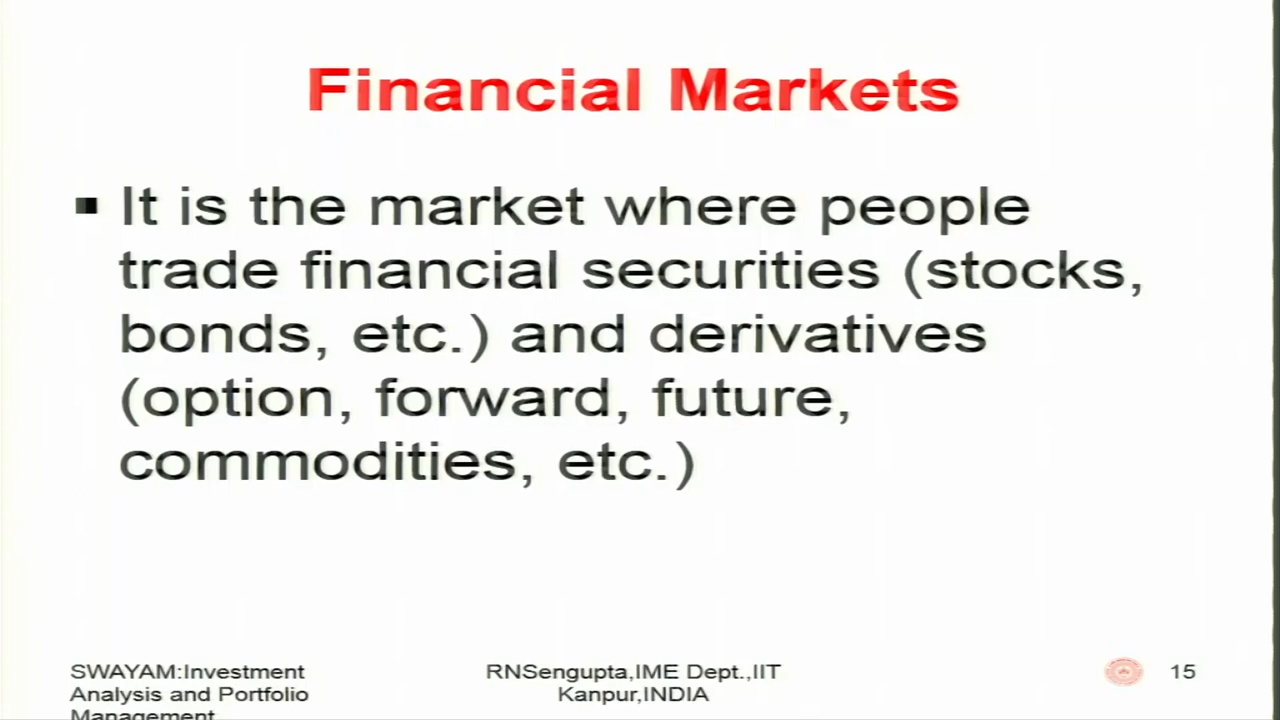 Financial Markets
▪ It is the market where people
trade financial securities (stocks,
bonds, etc.) and derivatives
(option, forward, future,
commodities, etc.)
SWAYAM:Investment
Analysis and Portfolio
Management
RNSengupta,IME Dept.,IIT
Kanpur,INDIA
15